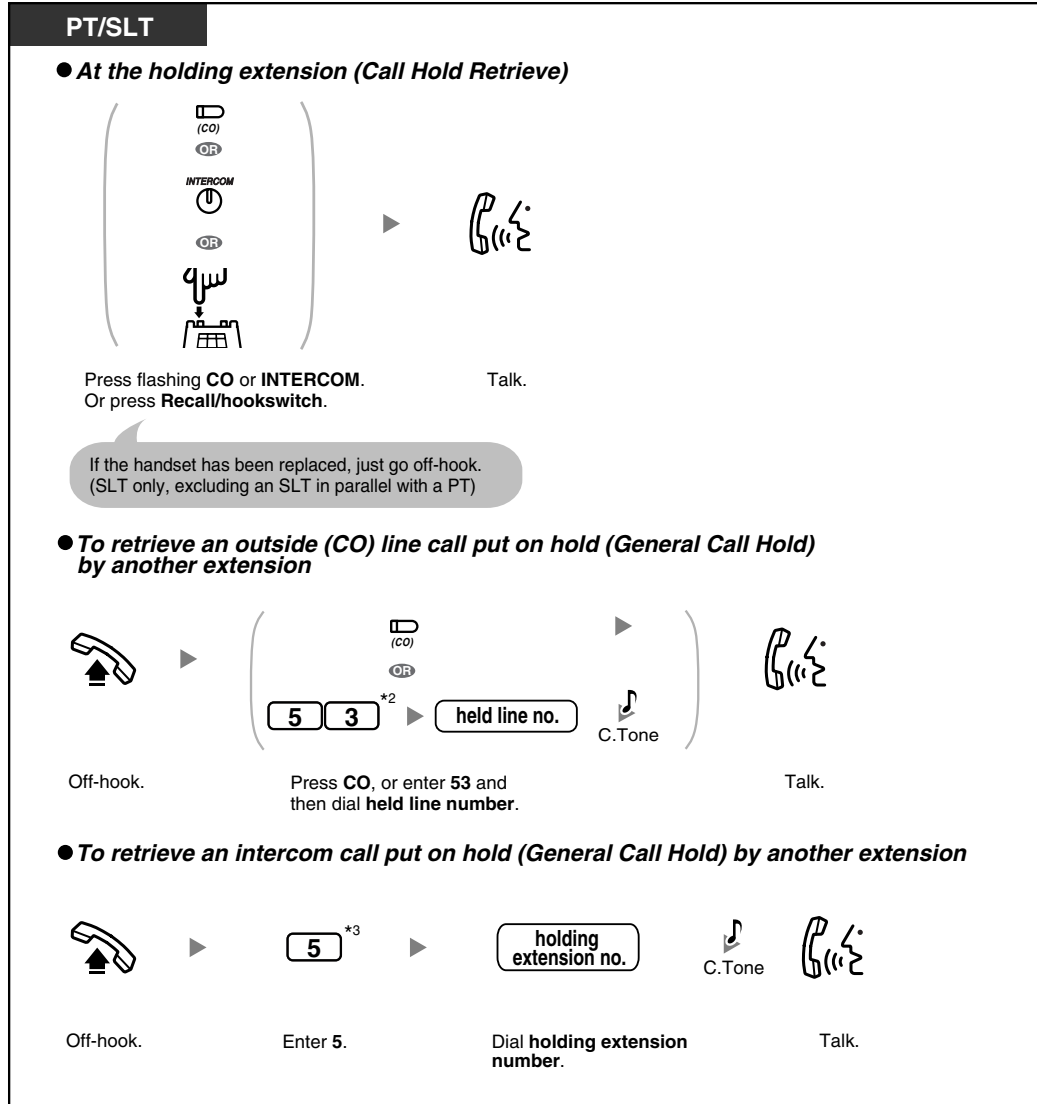 PT/SLT
● At the holding extension (Call Hold Retrieve)
(CO)
OR
INTERCOM
OR
Press flashing CO or INTERCOM.
Or press Recall/hookswitch.
Talk.
If the handset has been replaced, just go off-hook.
(SLT only, excluding an SLT in parallel with a PT)
● To retrieve an outside (CO) line call put on hold (General Call Hold)
by another extension
(CO)
OR
5 3 *2 held line no. C.Tone
Off-hook.
Press CO, or enter 53 and
then dial held line number.
Talk.
● To retrieve an intercom call put on hold (General Call Hold) by another extension
5 *3
holding
extension no.
C.Tone
Off-hook.
Enter 5.
Dial holding extension
number.
Talk.